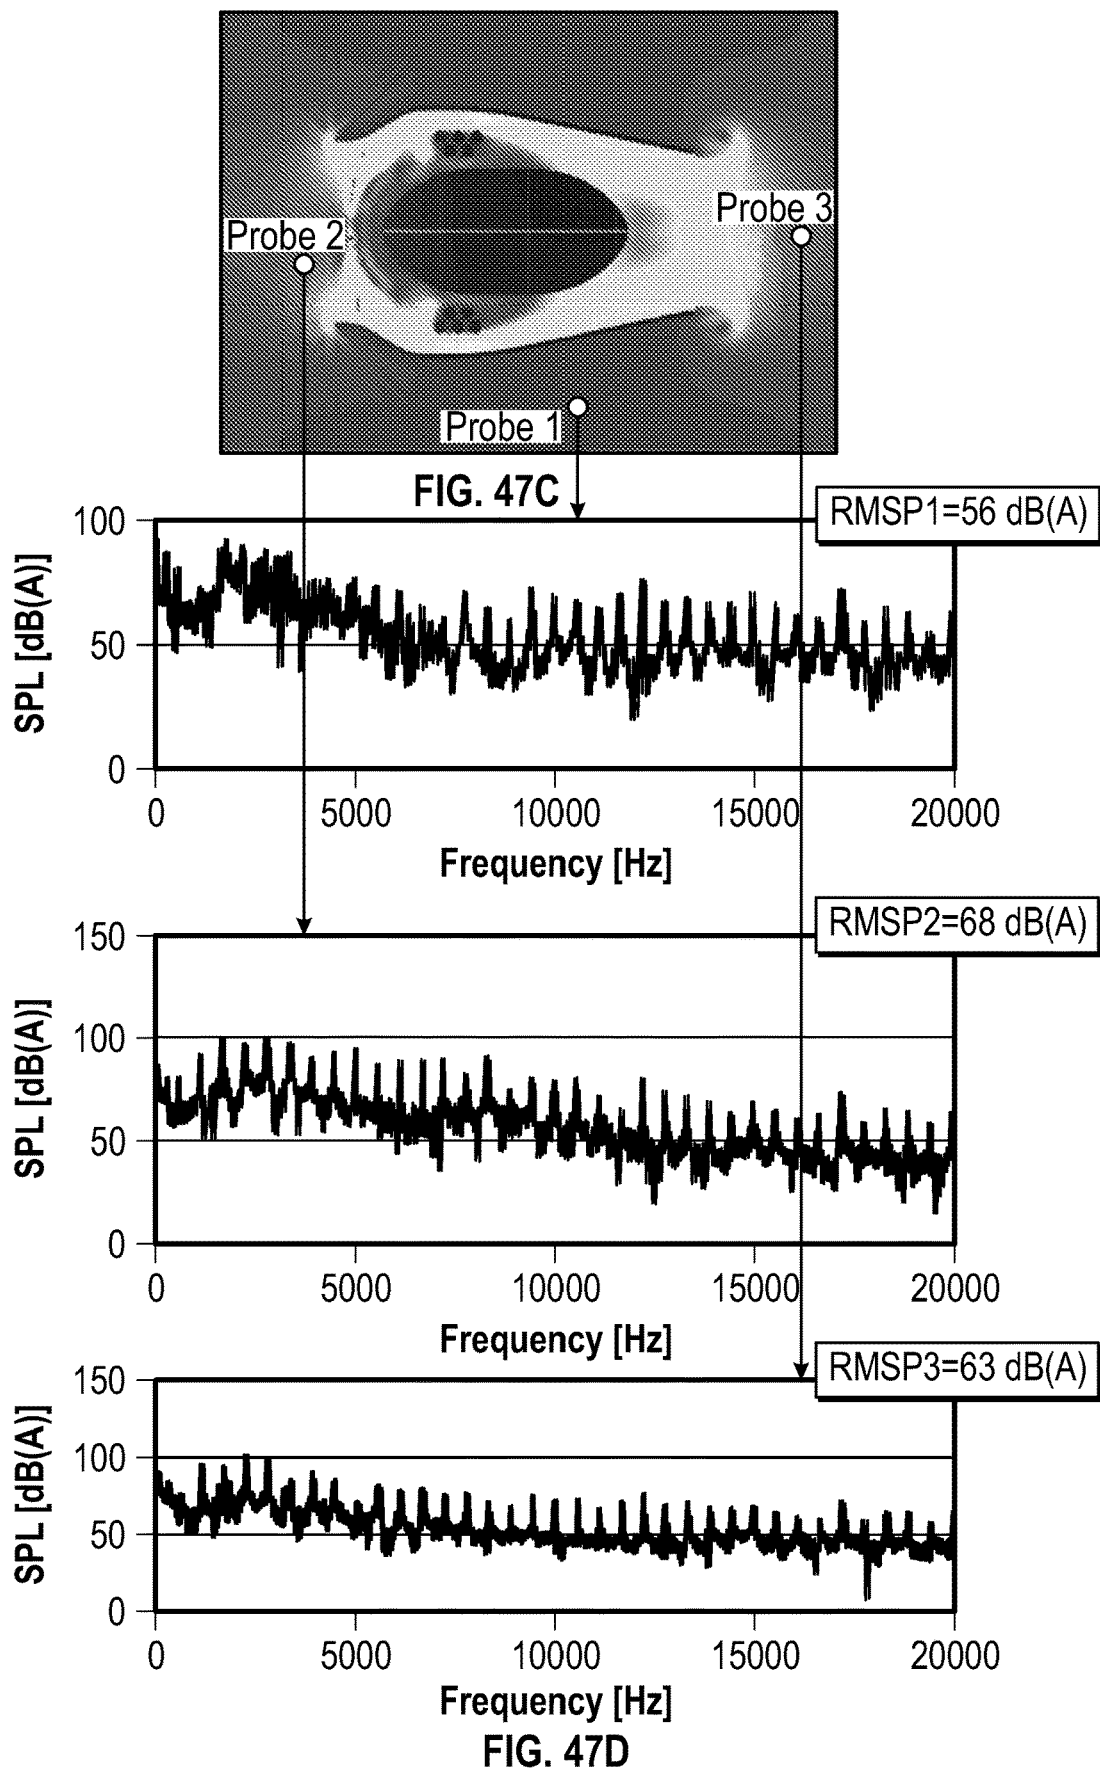 Probe 3
Probe 2
Probe 1
FIG. 47C
RMSP1=56 dB(A)
SPL [dB(A)]
100
50
0
0 5000 10000 15000 20000
Frequency [Hz]
RMSP2=68 dB(A)
SPL [dB(A)]
150
100
50
0
0 5000 10000 15000 20000
Frequency [Hz]
RMSP3=63 dB(A)
SPL [dB(A)]
150
100
50
0
0 5000 10000 15000 20000
Frequency [Hz]
FIG. 47D